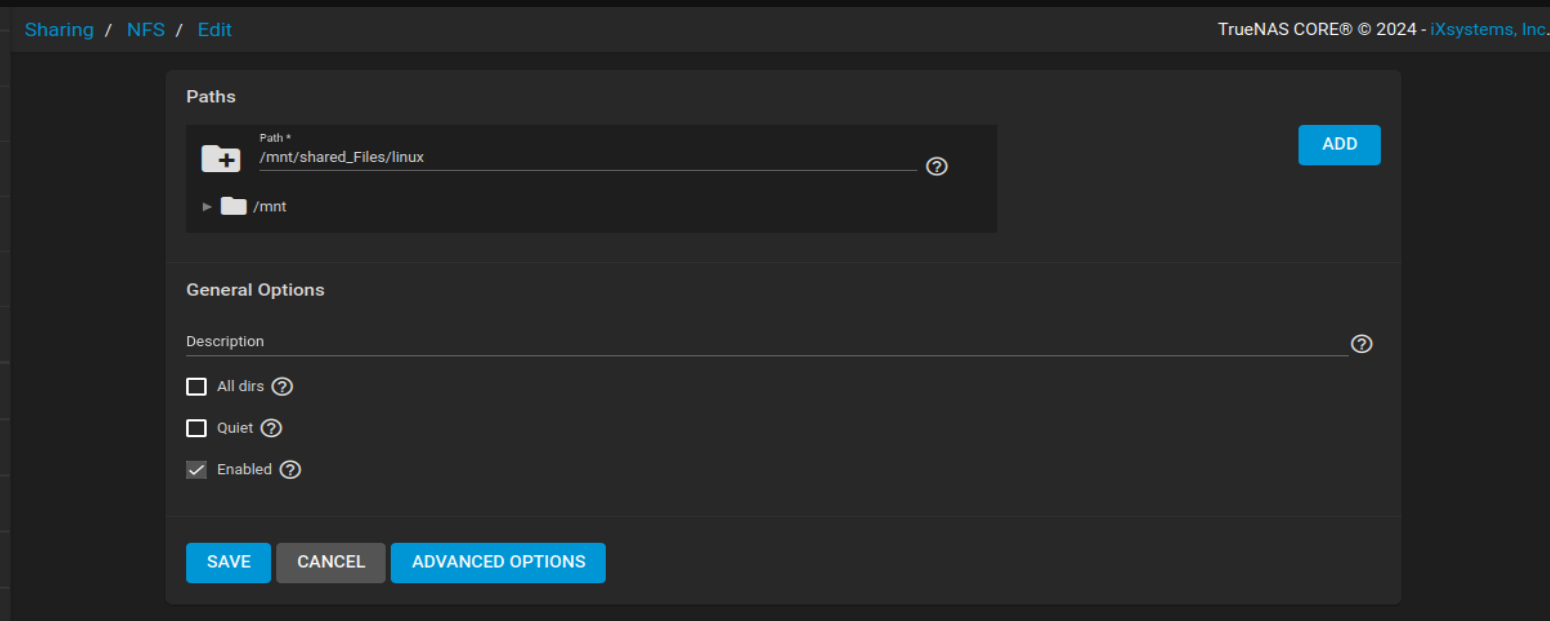 Sharing / NFS / Edit
TrueNAS CORE® © 2024 - iXsystems, Inc.
Paths
Path *
/mnt/shared_Files/linux
ADD
/mnt
General Options
Description
All dirs
Quiet
Enabled
SAVE CANCEL ADVANCED OPTIONS